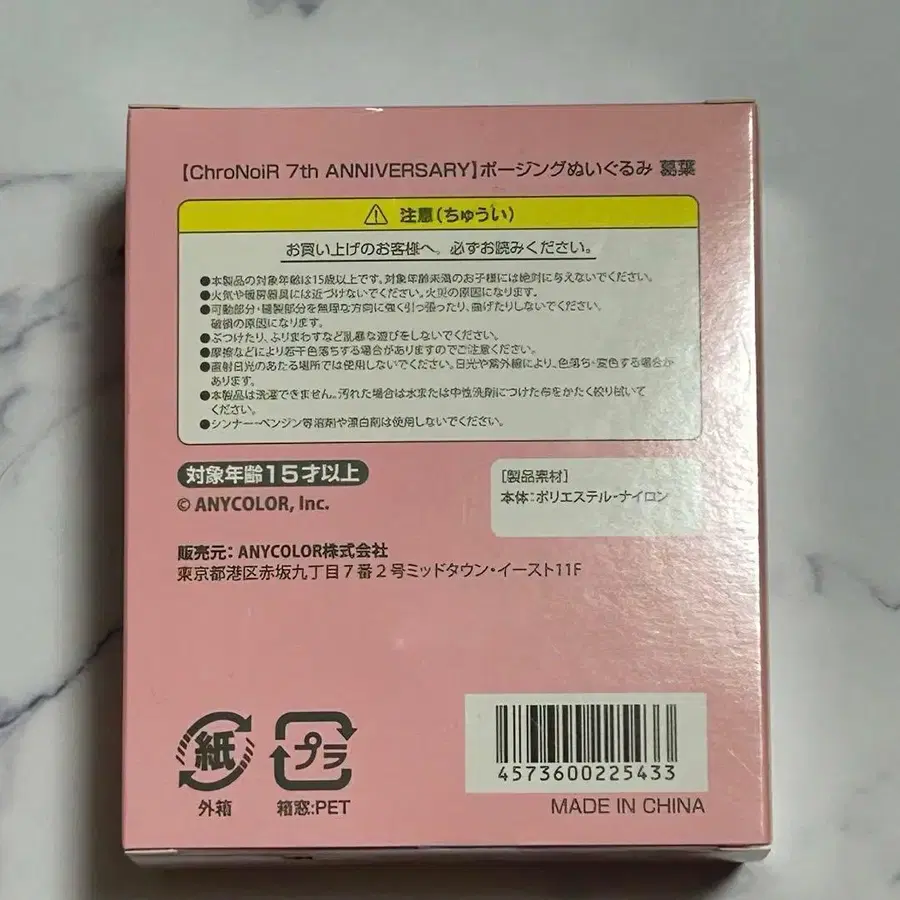 【ChroNoiR 7th ANNIVERSARY】ポージングぬいぐるみ 葛葉
注意(ちゅうい)
お買い上げのお客様へ。必ずお読みください。
●本製品の対象年齢は15歳以上です。対象年齢未満のお子様には絶対に与えないでください。
●火気や暖房器具には近づけないでください。火災の原因になります。
●可動部分・縫製部分を無理な方向に強く引っ張ったり、曲げたりしないでください。
破損の原因になります。
●ぶつけたり、ふりまわすなど乱暴な遊びをしないでください。
●摩擦などにより若干色落ちする場合がありますのでご注意ください。
●直射日光のあたる場所では使用しないでください。日光や紫外線により、色落ち・変色する場合が
あります。
●本製品は洗濯できません。汚れた場合は水または中性洗剤につけた布をかたく絞り拭いて
ください。
●シンナー・ベンジン等溶剤や漂白剤は使用しないでください。
対象年齢15才以上
© ANYCOLOR, Inc.
[製品素材]
本体:ポリエステル・ナイロン
販売元: ANYCOLOR株式会社
東京都港区赤坂九丁目7番2号ミッドタウン・イースト11F
紙
外箱
プラ
箱窓:PET
4573600225433
MADE IN CHINA